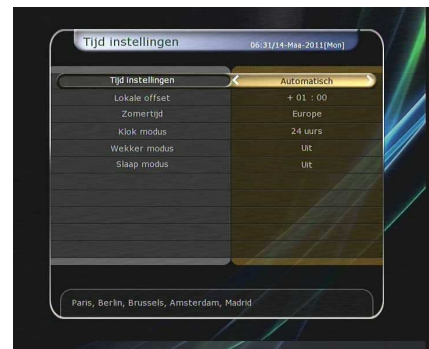 Tijd instellingen 06:31/14-Maa-2011[Mon]
Tijd instellingen Automatisch
Lokale offset + 01 : 00
Zomertijd Europe
Klok modus 24 uurs
Wekker modus Uit
Slaap modus Uit
Paris, Berlin, Brussels, Amsterdam, Madrid